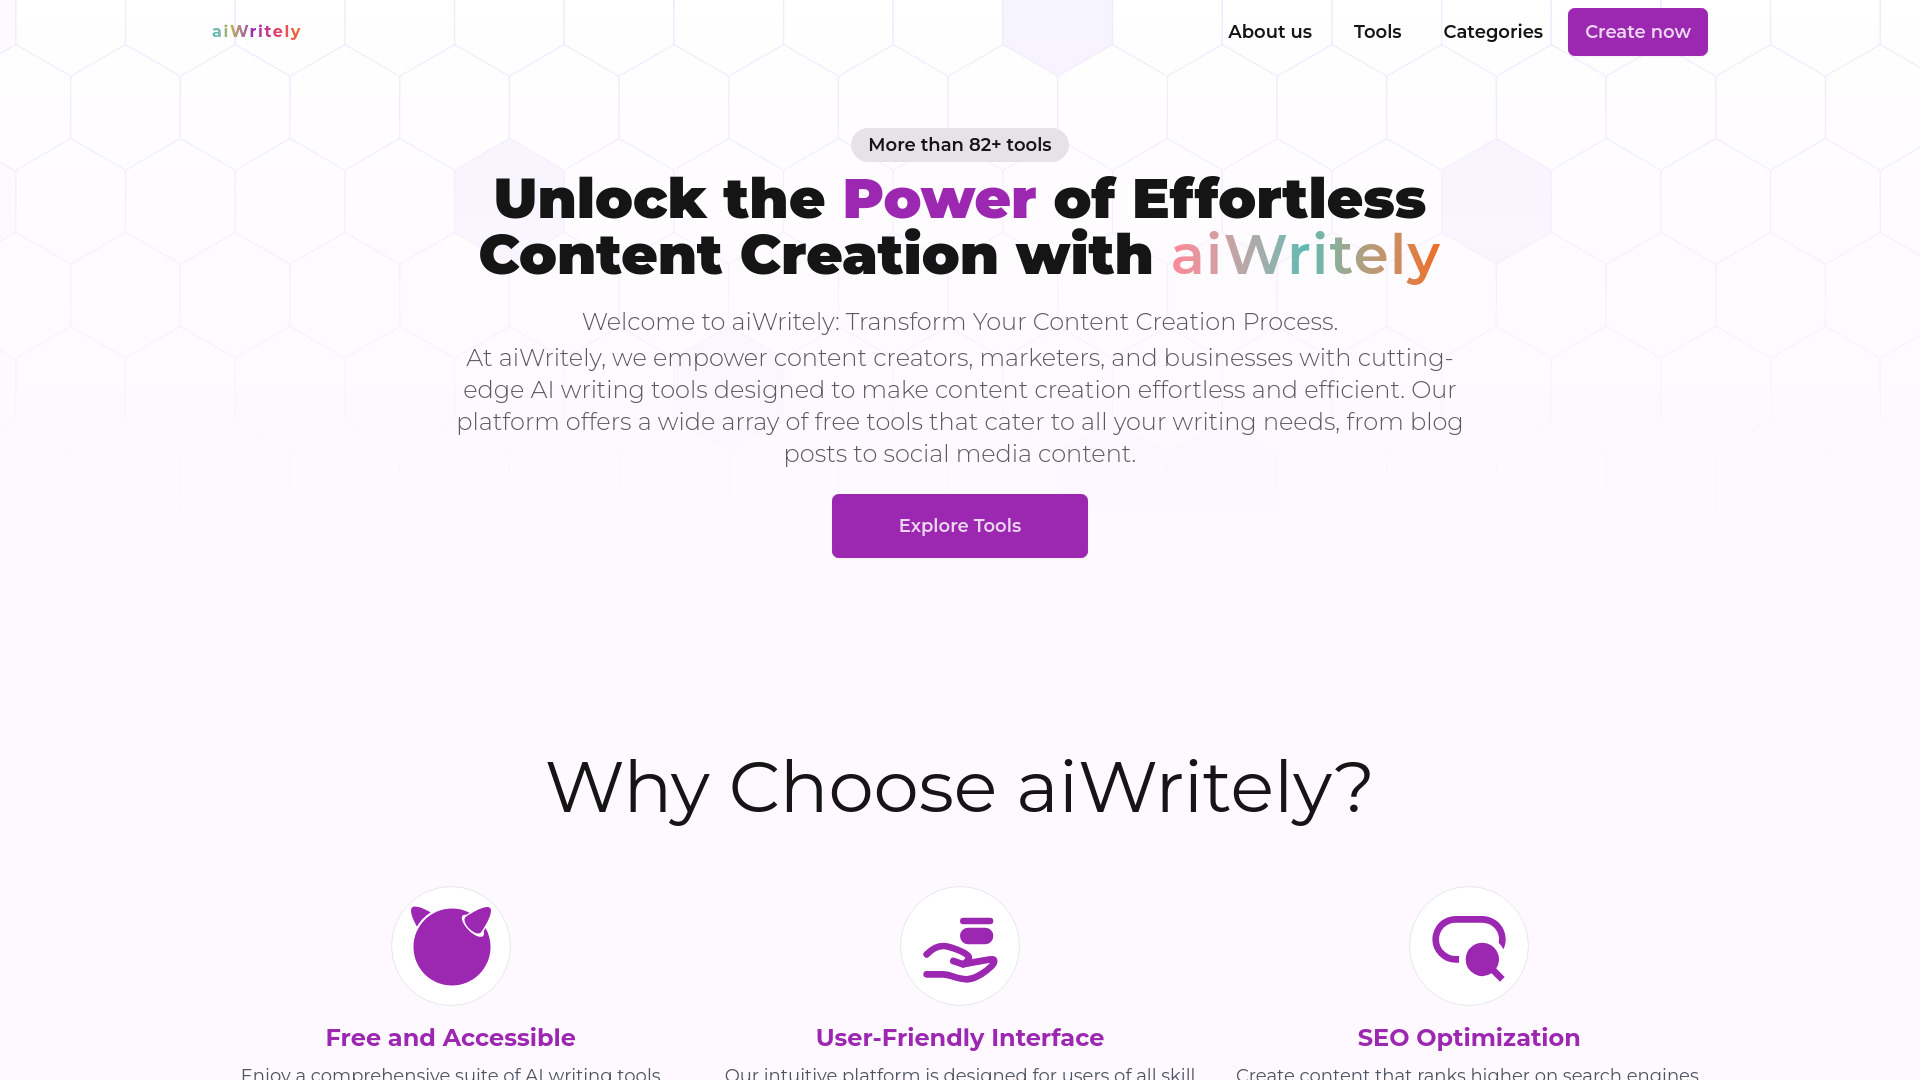 aiWritely
About us
Tools
Categories
Create now
More than 82+ tools
Unlock the Power of Effortless
Content Creation with aiWritely
Welcome to aiWritely: Transform Your Content Creation Process.
At aiWritely, we empower content creators, marketers, and businesses with cutting-
edge AI writing tools designed to make content creation effortless and efficient. Our
platform offers a wide array of free tools that cater to all your writing needs, from blog
posts to social media content.
Explore Tools
Why Choose aiWritely?
Free and Accessible
Enjoy a comprehensive suite of AI writing tools
User-Friendly Interface
Our intuitive platform is designed for users of all skill
SEO Optimization
Create content that ranks higher on search engines